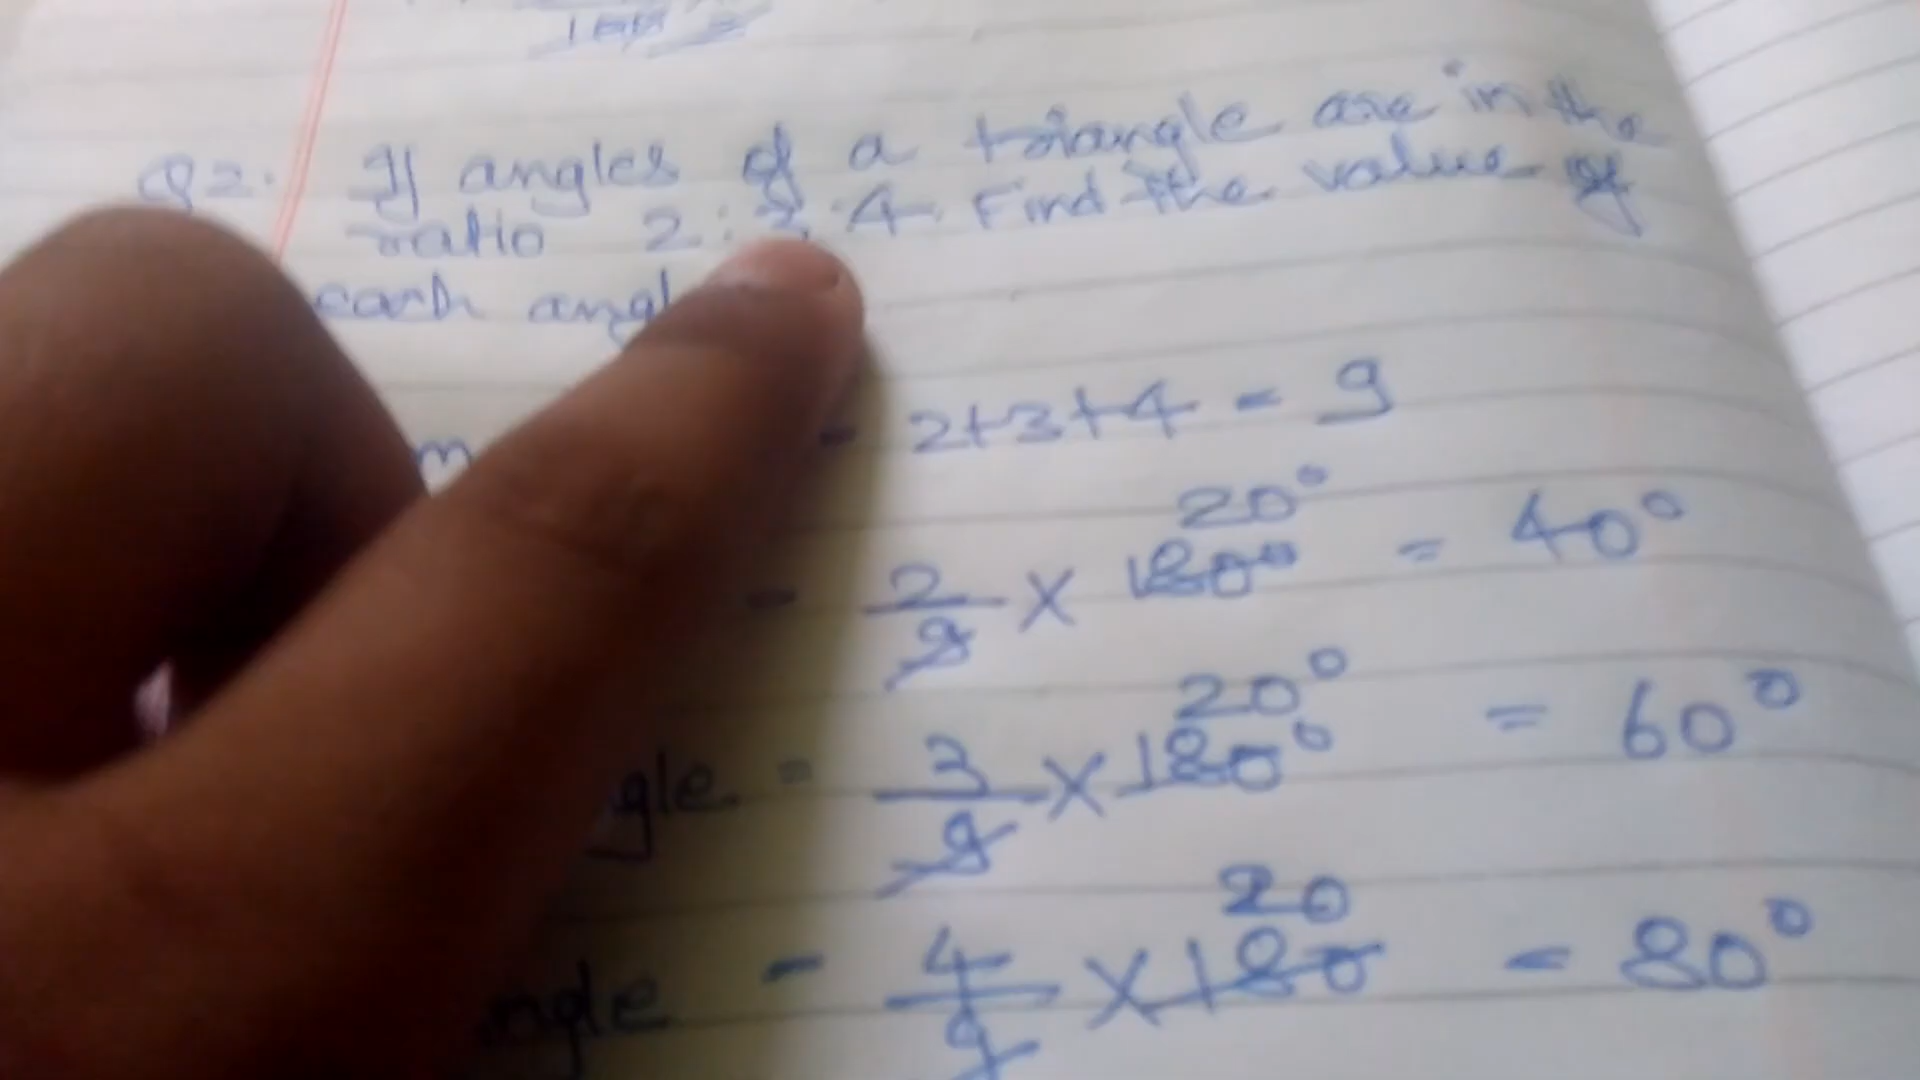 Q2. If angles of a triangle are in the
ratio 2:3:4. Find the value of
each angl
= 2+3+4 = 9
= 2/9 × 180° 20° = 40°
gle = 3/9 × 180° 20° = 60°
ngle = 4/9 × 180 20 = 80°